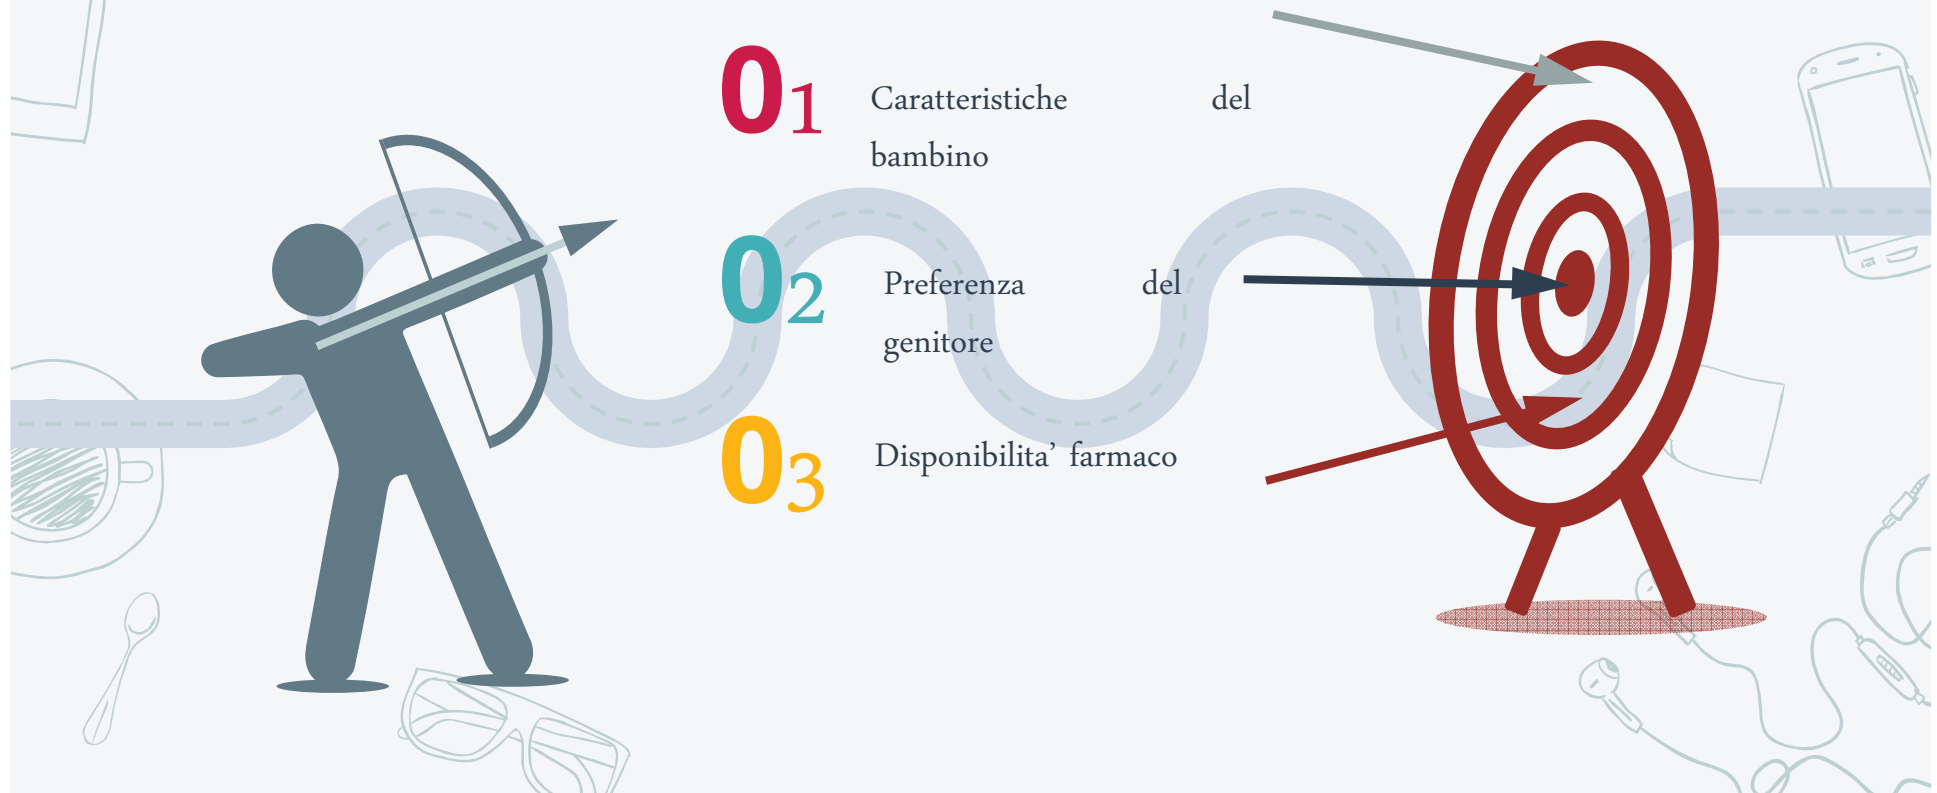 01 Caratteristiche del
bambino
02 Preferenza del
genitore
03 Disponibilita’ farmaco